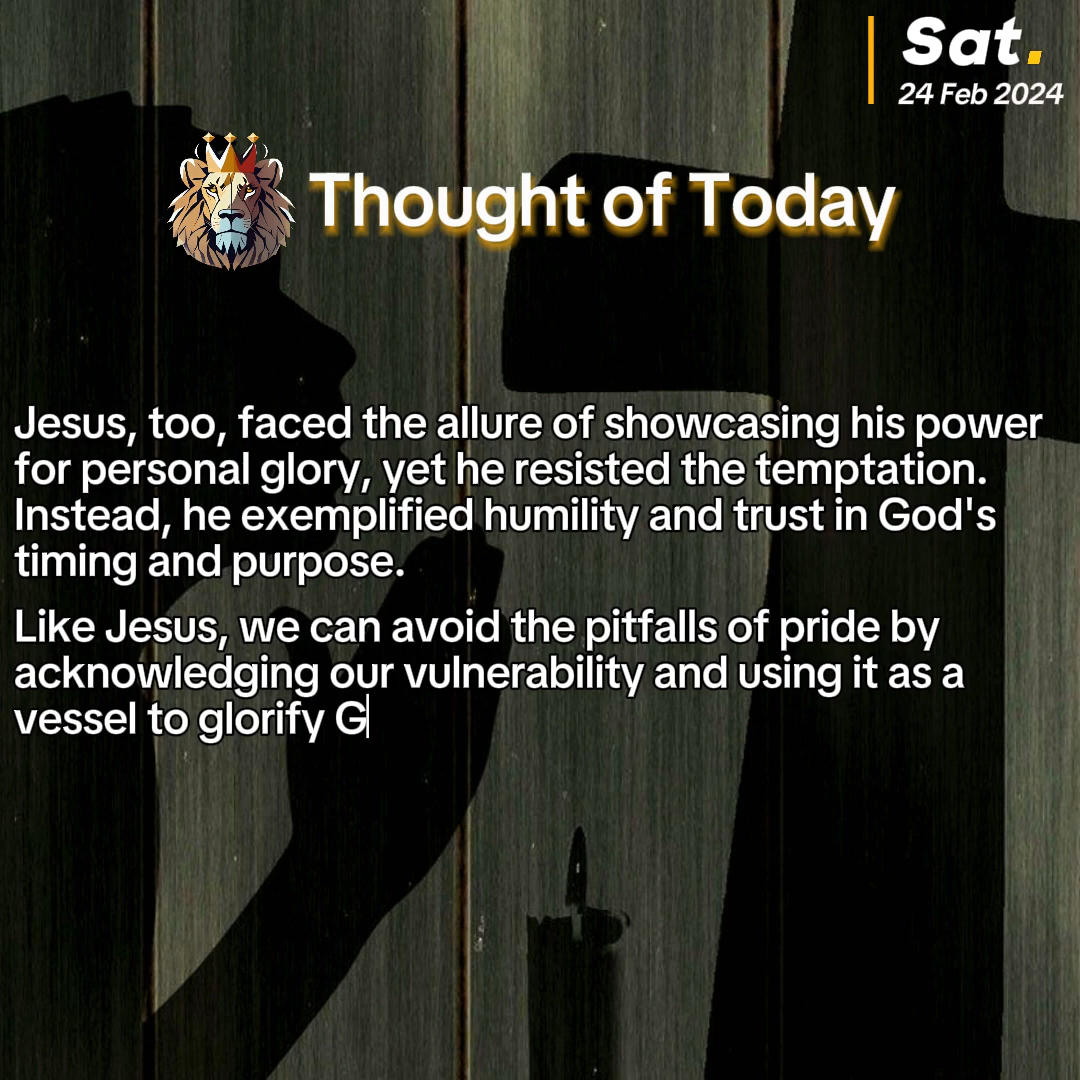 Sat.
24 Feb 2024
Thought of Today
Jesus, too, faced the allure of showcasing his power
for personal glory, yet he resisted the temptation.
Instead, he exemplified humility and trust in God's
timing and purpose.
Like Jesus, we can avoid the pitfalls of pride by
acknowledging our vulnerability and using it as a
vessel to glorify G